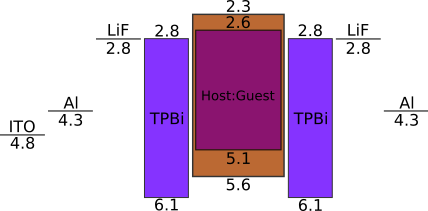 2.3
LiF 2.8 2.6 2.8 LiF
2.8 2.8
Host:Guest
Al Al
4.3 TPBi TPBi 4.3
ITO
4.8
5.1
5.6
6.1 6.1